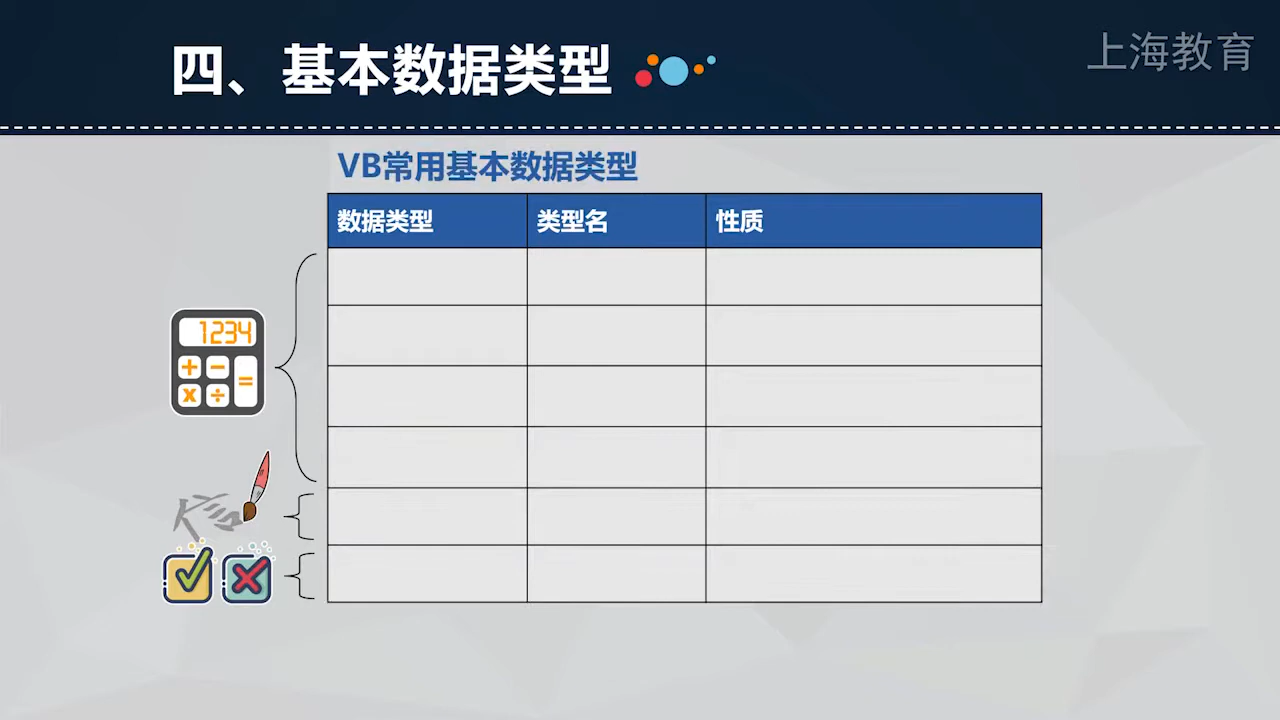 四、基本数据类型
上海教育
VB常用基本数据类型
数据类型 类型名 性质
1234
+ −
x ÷ =